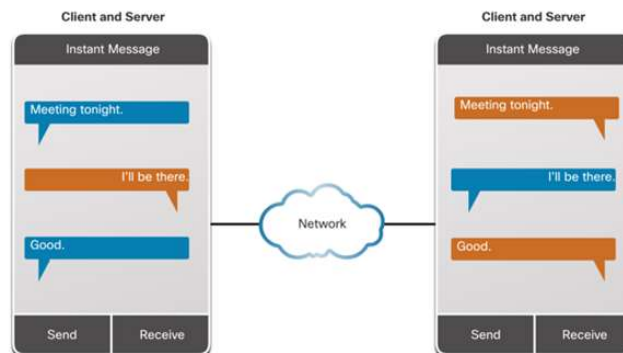 Client and Server
Instant Message
Meeting tonight.
I'll be there.
Good.
Send
Receive
Network
Client and Server
Instant Message
Meeting tonight.
I'll be there.
Good.
Send
Receive